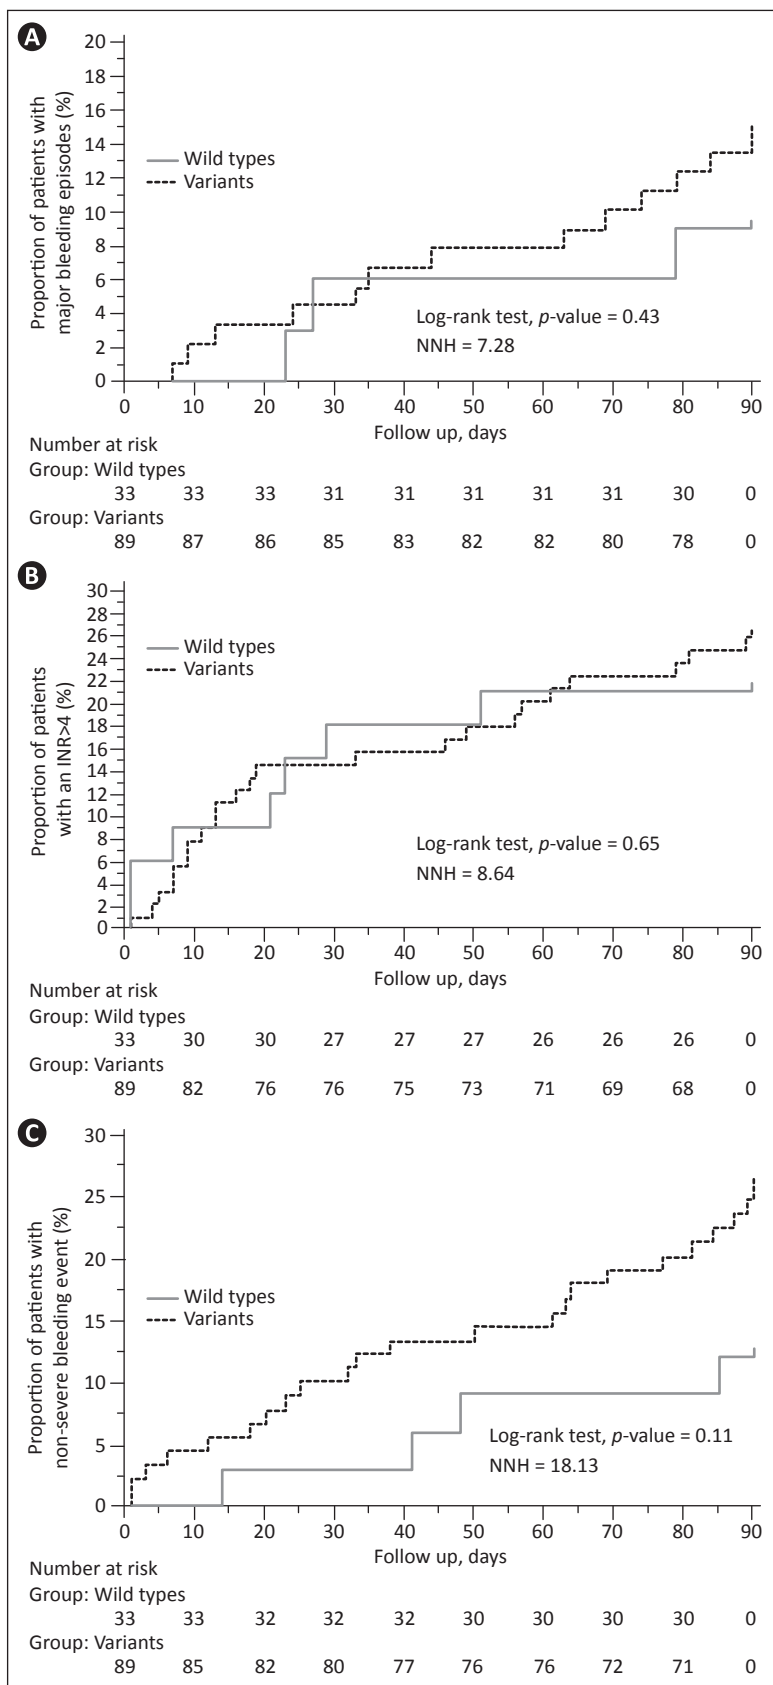 A
Proportion of patients with
major bleeding episodes (%)
20
18
16
14
12
10
8
6
4
2
0
Wild types
Variants
Log-rank test, p-value = 0.43
NNH = 7.28
0 10 20 30 40 50 60 70 80 90
Follow up, days
Number at risk
Group: Wild types
33 33 33 31 31 31 31 31 30 0
Group: Variants
89 87 86 85 83 82 82 80 78 0
B
Proportion of patients
with an INR>4 (%)
30
28
26
24
22
20
18
16
14
12
10
8
6
4
2
0
Wild types
Variants
Log-rank test, p-value = 0.65
NNH = 8.64
0 10 20 30 40 50 60 70 80 90
Follow up, days
Number at risk
Group: Wild types
33 30 30 27 27 27 26 26 26 0
Group: Variants
89 82 76 76 75 73 71 69 68 0
C
Proportion of patients with
non-severe bleeding event (%)
30
25
20
15
10
5
0
Wild types
Variants
Log-rank test, p-value = 0.11
NNH = 18.13
0 10 20 30 40 50 60 70 80 90
Follow up, days
Number at risk
Group: Wild types
33 33 32 32 32 30 30 30 30 0
Group: Variants
89 85 82 80 77 76 76 72 71 0